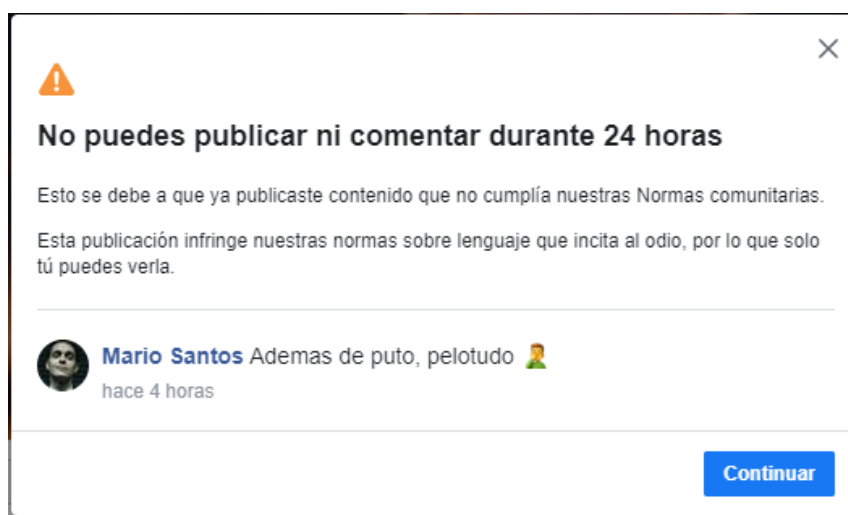 No puedes publicar ni comentar durante 24 horas
Esto se debe a que ya publicaste contenido que no cumplía nuestras Normas comunitarias.
Esta publicación infringe nuestras normas sobre lenguaje que incita al odio, por lo que solo
tú puedes verla.
Mario Santos Ademas de puto, pelotudo 🤦‍♂️
hace 4 horas
Continuar